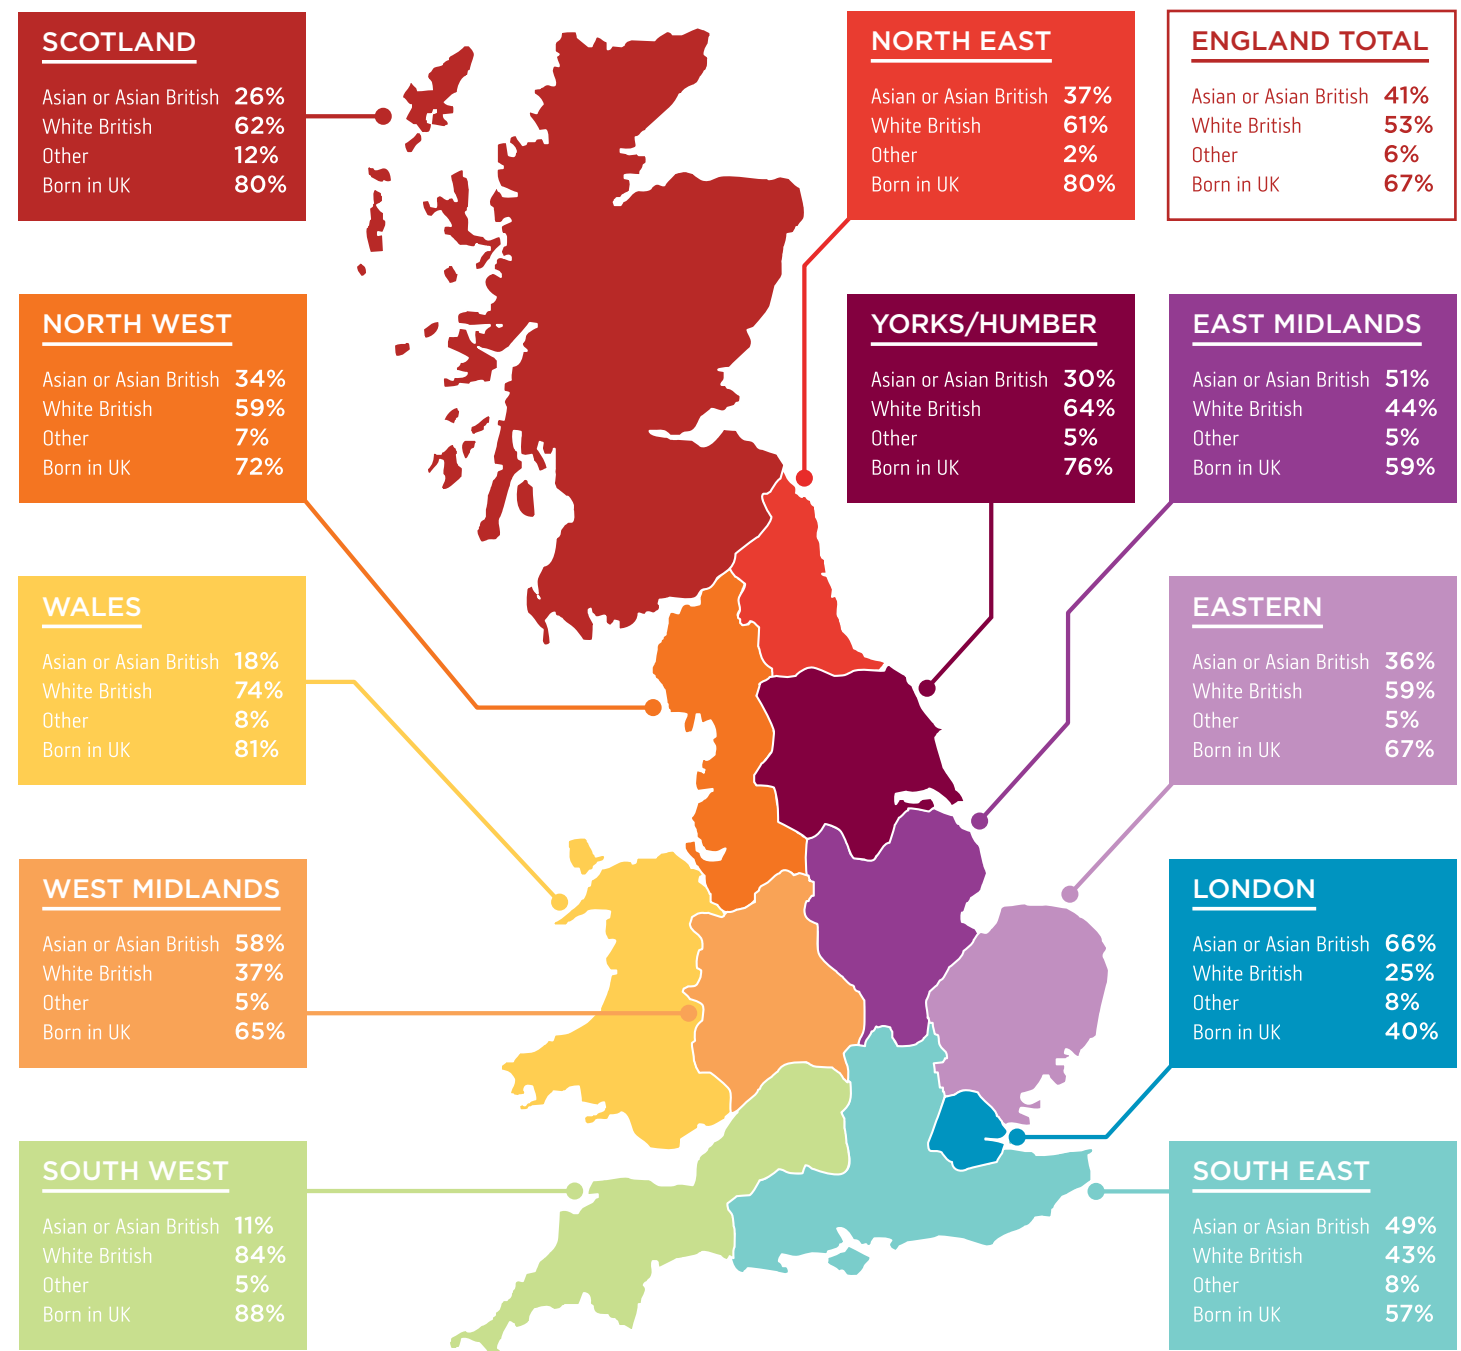 SCOTLAND
Asian or Asian British 26%
White British 62%
Other 12%
Born in UK 80%
NORTH EAST
Asian or Asian British 37%
White British 61%
Other 2%
Born in UK 80%
ENGLAND TOTAL
Asian or Asian British 41%
White British 53%
Other 6%
Born in UK 67%
NORTH WEST
Asian or Asian British 34%
White British 59%
Other 7%
Born in UK 72%
YORKS/HUMBER
Asian or Asian British 30%
White British 64%
Other 5%
Born in UK 76%
EAST MIDLANDS
Asian or Asian British 51%
White British 44%
Other 5%
Born in UK 59%
WALES
Asian or Asian British 18%
White British 74%
Other 8%
Born in UK 81%
EASTERN
Asian or Asian British 36%
White British 59%
Other 5%
Born in UK 67%
WEST MIDLANDS
Asian or Asian British 58%
White British 37%
Other 5%
Born in UK 65%
LONDON
Asian or Asian British 66%
White British 25%
Other 8%
Born in UK 40%
SOUTH WEST
Asian or Asian British 11%
White British 84%
Other 5%
Born in UK 88%
SOUTH EAST
Asian or Asian British 49%
White British 43%
Other 8%
Born in UK 57%